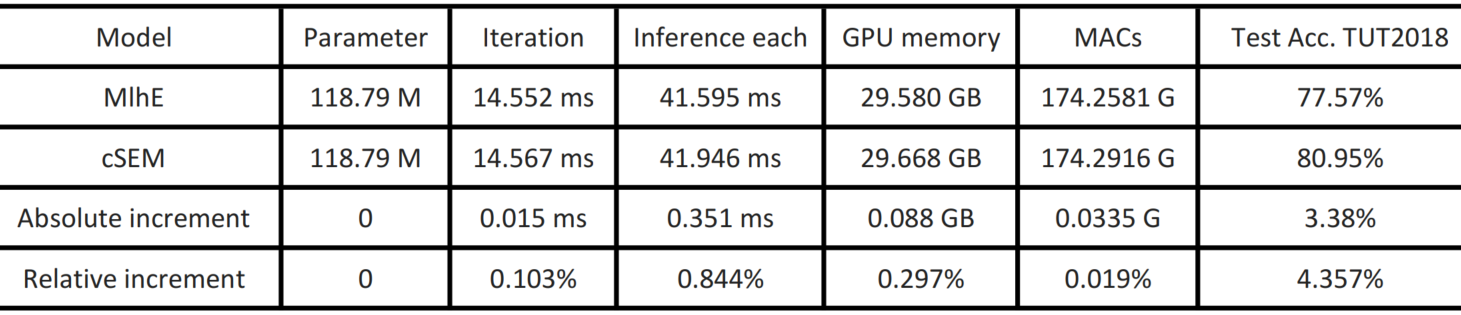 Model Parameter Iteration Inference each GPU memory MACs Test Acc. TUT2018
MlhE 118.79 M 14.552 ms 41.595 ms 29.580 GB 174.2581 G 77.57%
cSEM 118.79 M 14.567 ms 41.946 ms 29.668 GB 174.2916 G 80.95%
Absolute increment 0 0.015 ms 0.351 ms 0.088 GB 0.0335 G 3.38%
Relative increment 0 0.103% 0.844% 0.297% 0.019% 4.357%